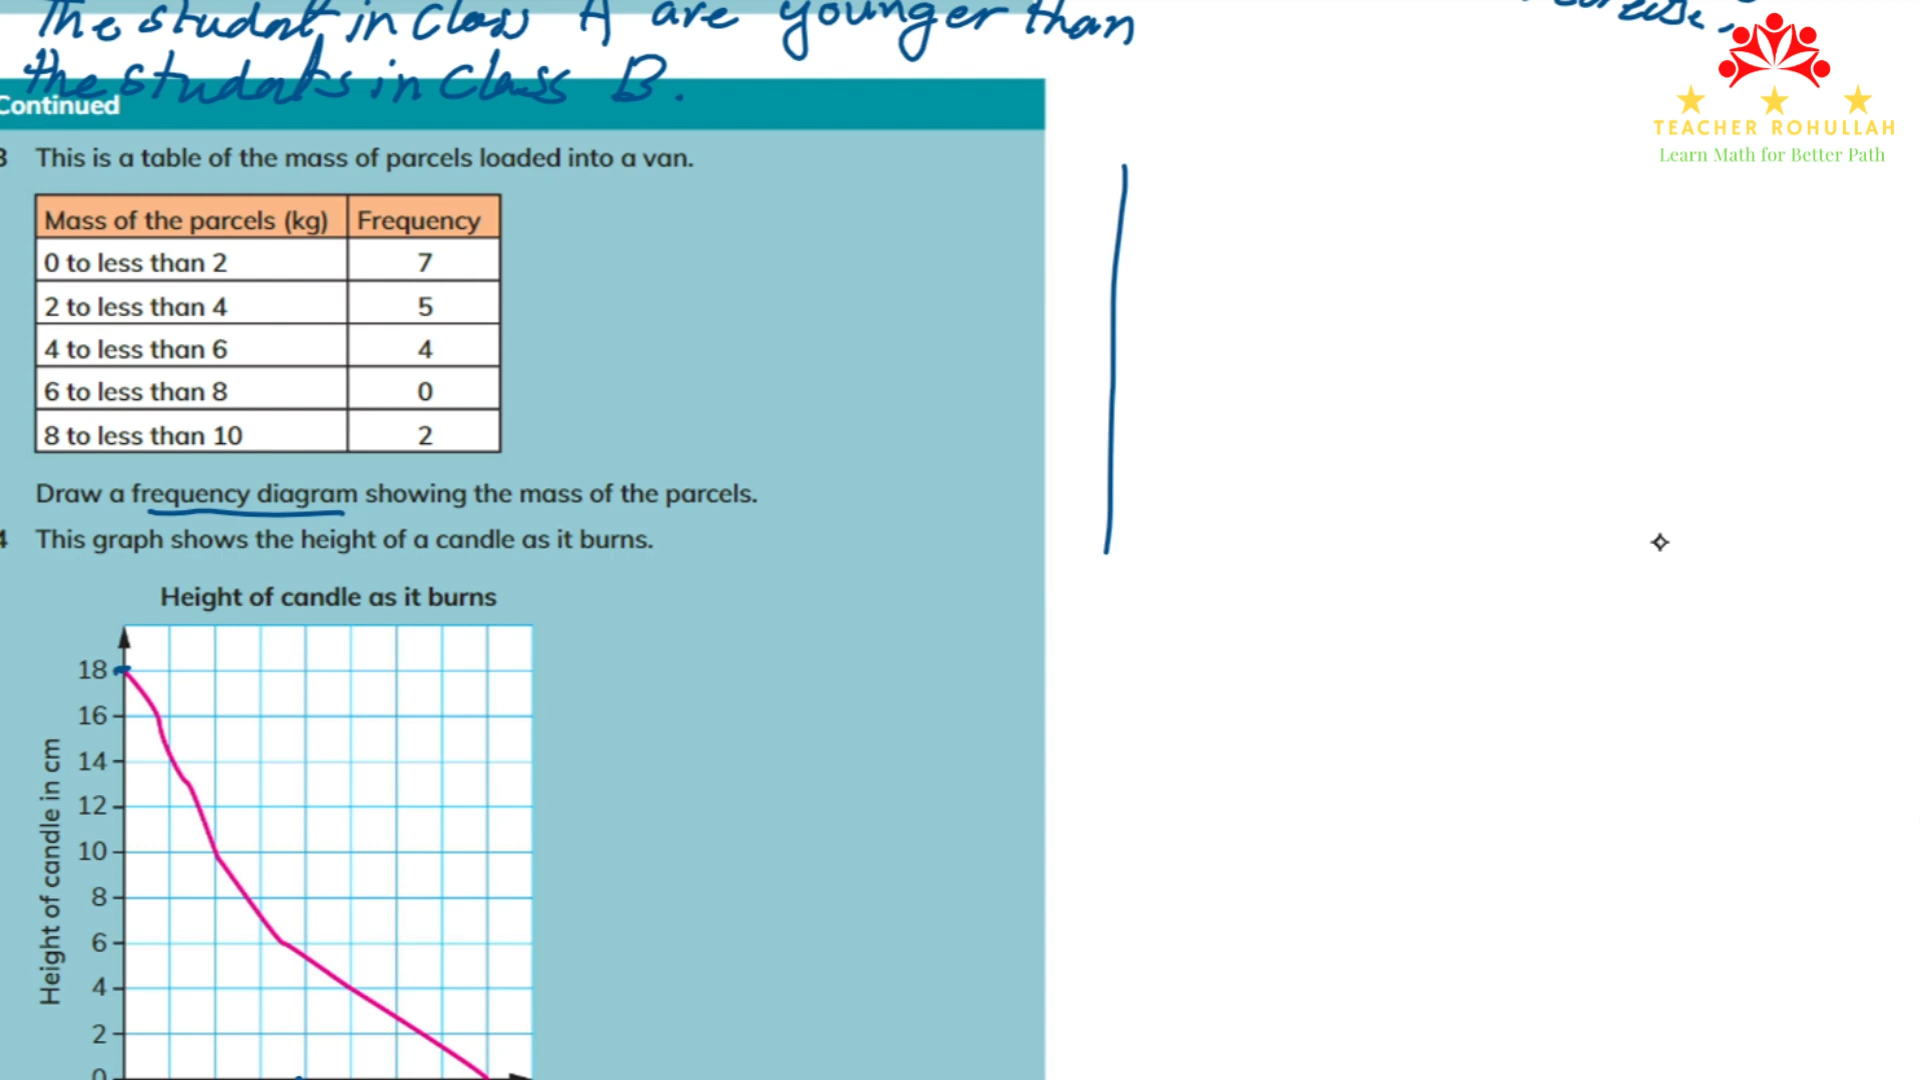 The student in class A are younger than
the students in class B.
TEACHER ROHULLAH
Learn Math for Better Path
Continued
3 This is a table of the mass of parcels loaded into a van.
Mass of the parcels (kg) Frequency
0 to less than 2 7
2 to less than 4 5
4 to less than 6 4
6 to less than 8 0
8 to less than 10 2
Draw a frequency diagram showing the mass of the parcels.
4 This graph shows the height of a candle as it burns.
Height of candle as it burns
Height of candle in cm
18
16
14
12
10
8
6
4
2
0